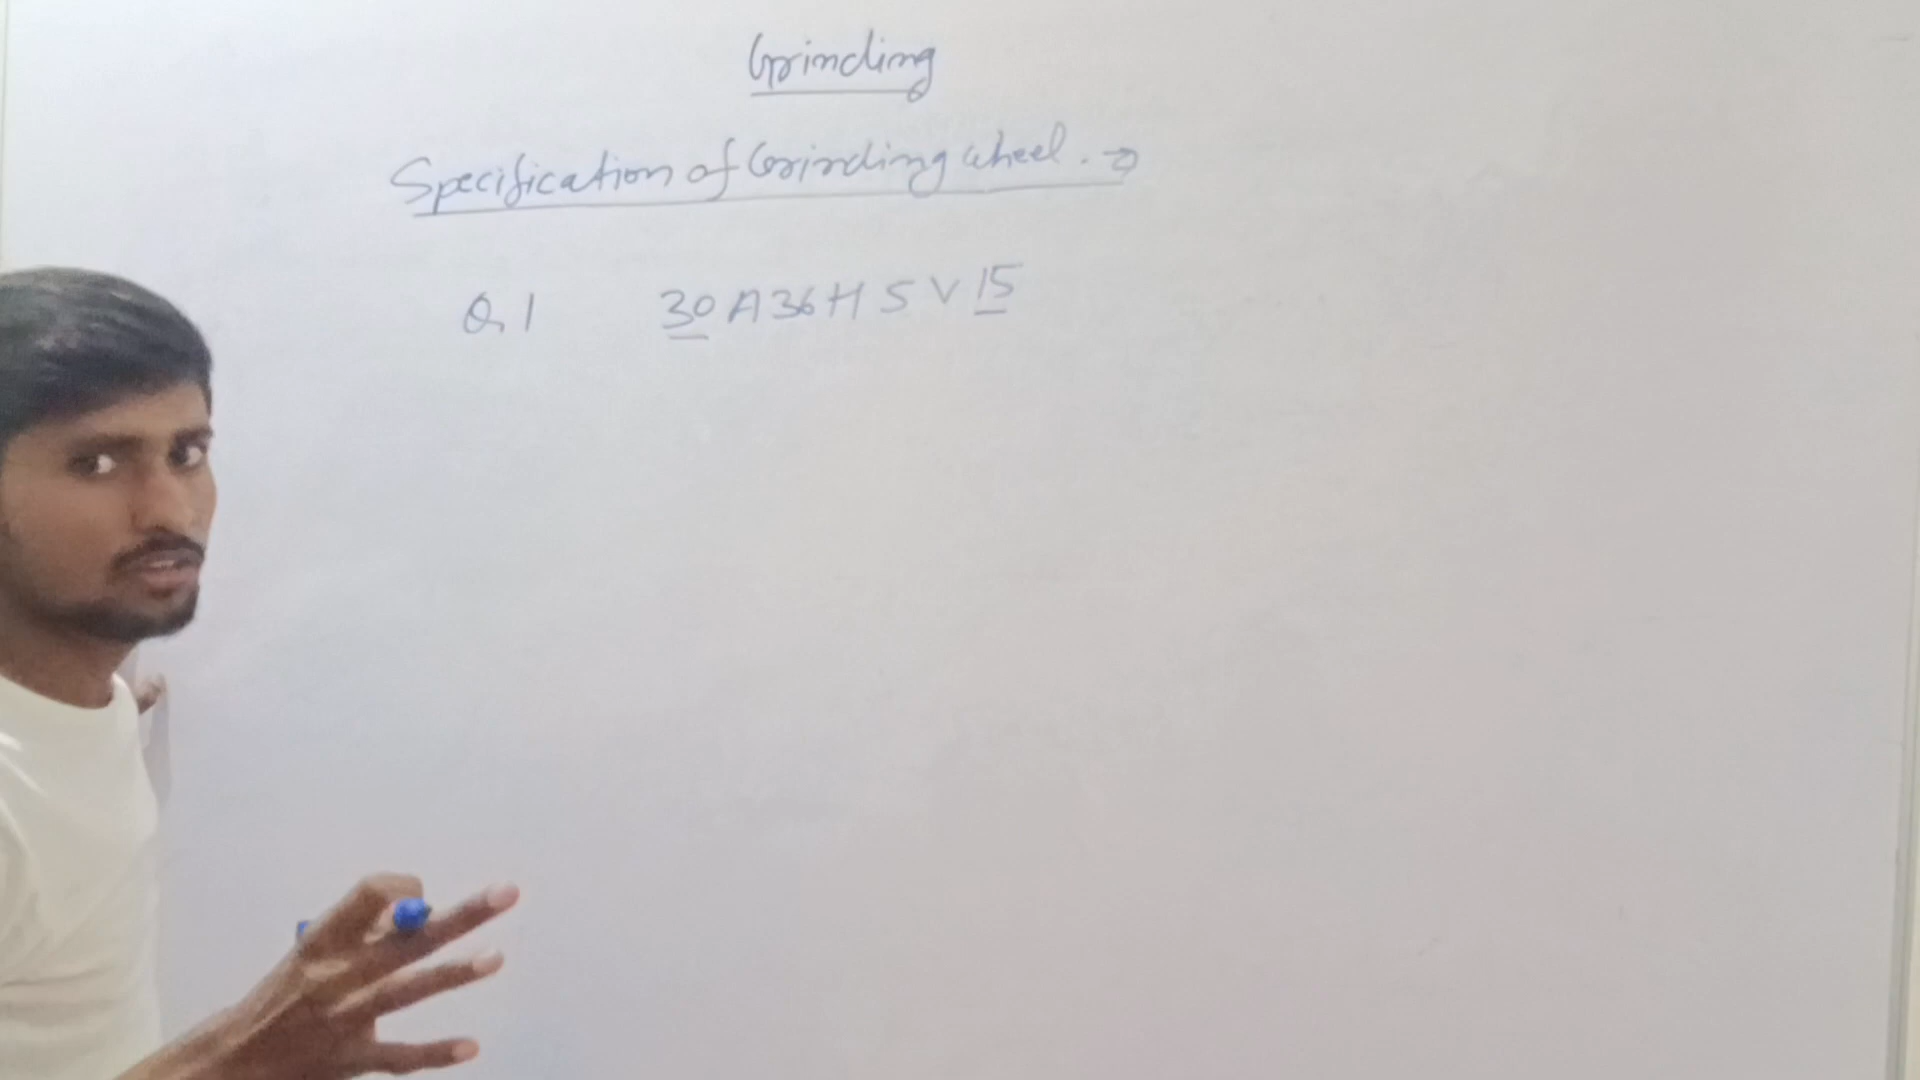 Grinding
Specification of Grinding wheel. →
Q. 1 30 A 36 H 5 V 15